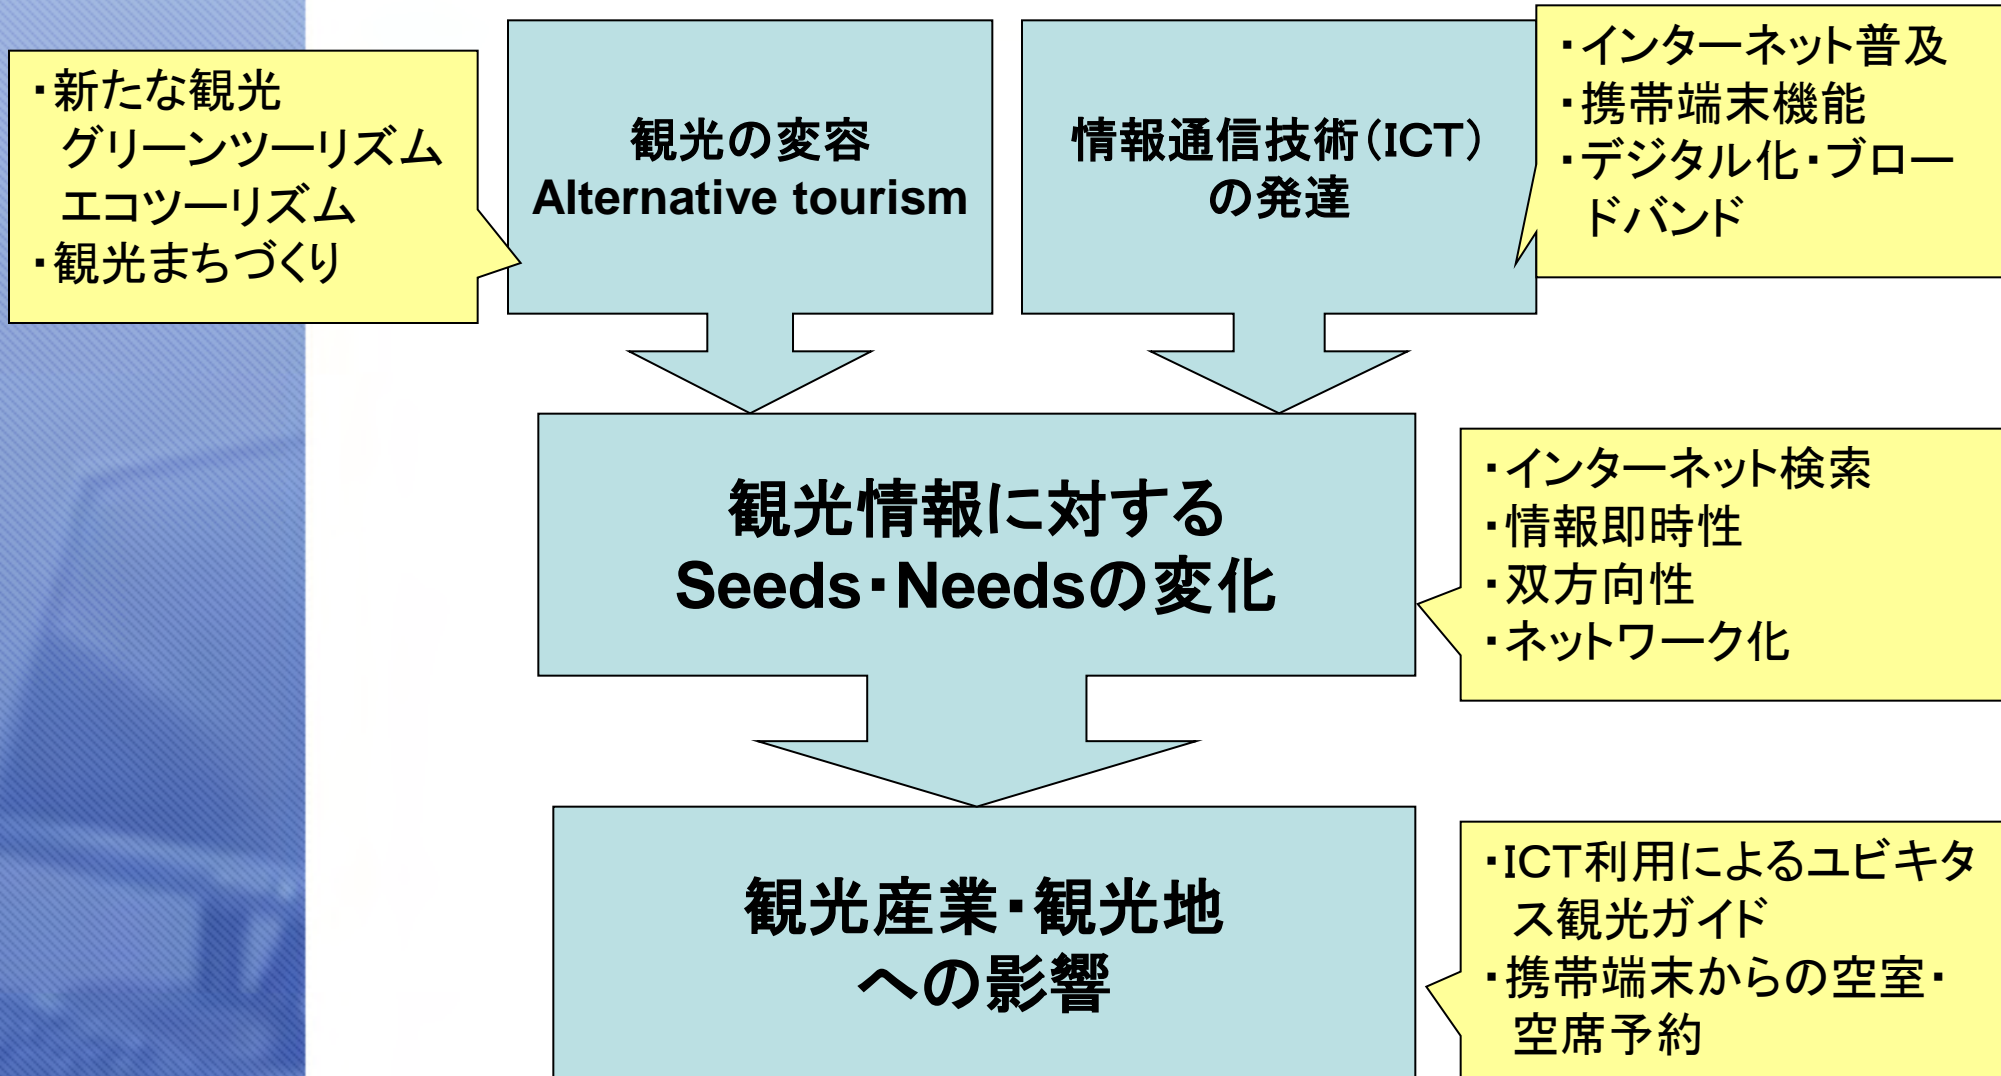 ・新たな観光
グリーンツーリズム
エコツーリズム
・観光まちづくり
観光の変容
Alternative tourism
情報通信技術(ICT)
の発達
・インターネット普及
・携帯端末機能
・デジタル化・ブロー
ドバンド
観光情報に対する
Seeds・Needsの変化
・インターネット検索
・情報即時性
・双方向性
・ネットワーク化
観光産業・観光地
への影響
・ICT利用によるユビキタ
ス観光ガイド
・携帯端末からの空室・
空席予約